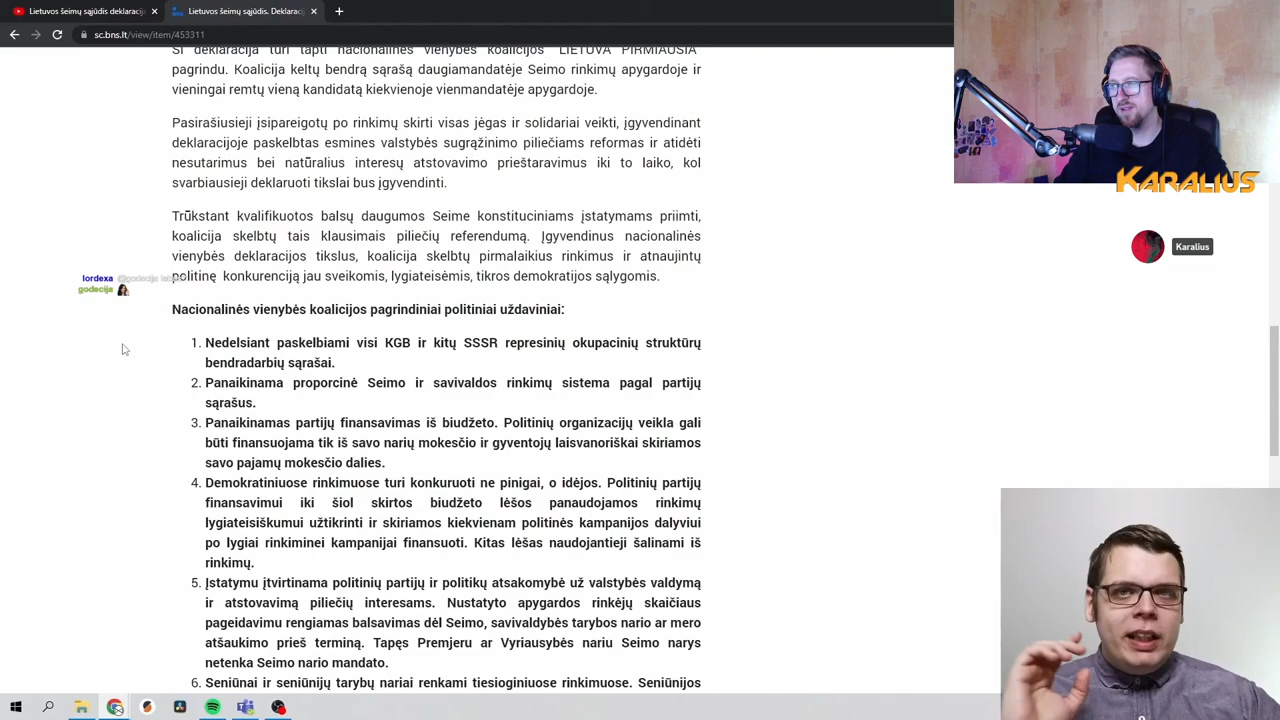 Lietuvos šeimų sąjūdis deklaracij
Lietuvos šeimų sąjūdis. Deklaracij
sc.bns.lt/view/item/453311
Ši deklaracija turi tapti nacionalinės vienybės koalicijos "LIETUVA PIRMIAUSIA"
pagrindu. Koalicija keltų bendrą sąrašą daugiamandatėje Seimo rinkimų apygardoje ir
vieningai remtų vieną kandidatą kiekvienoje vienmandatėje apygardoje.
KARALIUS
Pasirašiusieji įsipareigotų po rinkimų skirti visas jėgas ir solidariai veikti, įgyvendinant
deklaracijoje paskelbtas esmines valstybės sugrąžinimo piliečiams reformas ir atidėti
nesutarimus bei natūralius interesų atstovavimo prieštaravimus iki to laiko, kol
svarbiausieji deklaruoti tikslai bus įgyvendinti.
Trūkstant kvalifikuotos balsų daugumos Seime konstituciniams įstatymams priimti,
koalicija skelbtų tais klausimais piliečių referendumą. Įgyvendinus nacionalinės
vienybės deklaracijos tikslus, koalicija skelbtų pirmalaikius rinkimus ir atnaujintų
politinę konkurenciją jau sveikomis, lygiateisėmis, tikros demokratijos sąlygomis.
Karalius
lordexa @godecija
godecija
Nacionalinės vienybės koalicijos pagrindiniai politiniai uždaviniai:
1. Nedelsiant paskelbiami visi KGB ir kitų SSSR represinių okupacinių struktūrų
bendradarbių sąrašai.
2. Panaikinama proporcinė Seimo ir savivaldos rinkimų sistema pagal partijų
sąrašus.
3. Panaikinamas partijų finansavimas iš biudžeto. Politinių organizacijų veikla gali
būti finansuojama tik iš savo narių mokesčio ir gyventojų laisvanoriškai skiriamos
savo pajamų mokesčio dalies.
4. Demokratiniuose rinkimuose turi konkuruoti ne pinigai, o idėjos. Politinių partijų
finansavimui iki šiol skirtos biudžeto lėšos panaudojamos rinkimų
lygiateisiškumui užtikrinti ir skiriamos kiekvienam politinės kampanijos dalyviui
po lygiai rinkiminei kampanijai finansuoti. Kitas lėšas naudojantieji šalinami iš
rinkimų.
5. Įstatymu įtvirtinama politinių partijų ir politikų atsakomybė už valstybės valdymą
ir atstovavimą piliečių interesams. Nustatyto apygardos rinkėjų skaičiaus
pageidavimu rengiamas balsavimas dėl Seimo, savivaldybės tarybos nario ar mero
atšaukimo prieš terminą. Tapęs Premjeru ar Vyriausybės nariu Seimo narys
netenka Seimo nario mandato.
6. Seniūnai ir seniūnijų tarybų nariai renkami tiesioginiuose rinkimuose. Seniūnijos